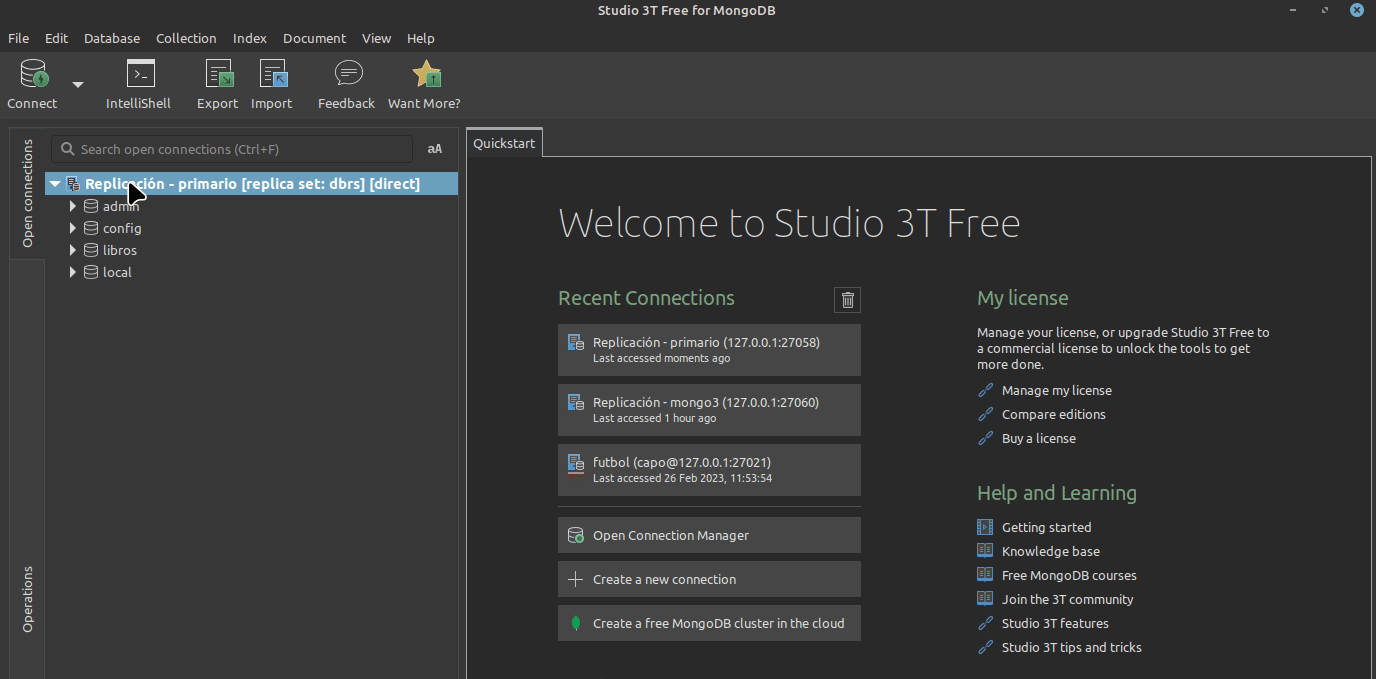 Studio 3T Free for MongoDB
File Edit Database Collection Index Document View Help
Connect IntelliShell Export Import Feedback Want More?
Open connections
Search open connections (Ctrl+F)
aA
Replicación - primario [replica set: dbrs] [direct]
admin
config
libros
local
Operations
Quickstart
Welcome to Studio 3T Free
Recent Connections
Replicación - primario (127.0.0.1:27058)
Last accessed moments ago
Replicación - mongo3 (127.0.0.1:27060)
Last accessed 1 hour ago
futbol (capo@127.0.0.1:27021)
Last accessed 26 Feb 2023, 11:53:54
Open Connection Manager
Create a new connection
Create a free MongoDB cluster in the cloud
My license
Manage your license, or upgrade Studio 3T Free to
a commercial license to unlock the tools to get
more done.
Manage my license
Compare editions
Buy a license
Help and Learning
Getting started
Knowledge base
Free MongoDB courses
Join the 3T community
Studio 3T features
Studio 3T tips and tricks